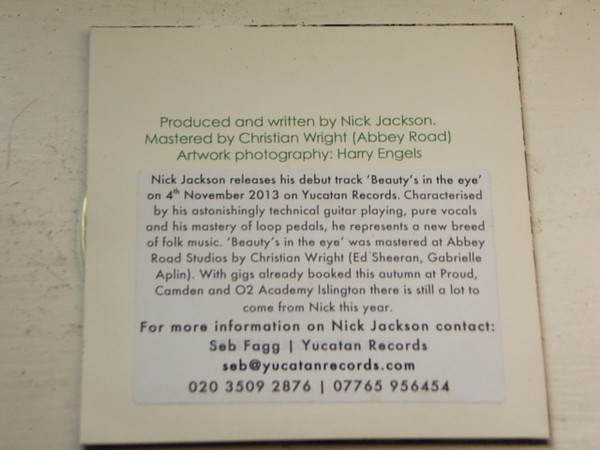 Produced and written by Nick Jackson.
Mastered by Christian Wright (Abbey Road)
Artwork photography: Harry Engels
Nick Jackson releases his debut track 'Beauty's in the eye'
on 4th November 2013 on Yucatan Records. Characterised
by his astonishingly technical guitar playing, pure vocals
and his mastery of loop pedals, he represents a new breed
of folk music. 'Beauty's in the eye' was mastered at Abbey
Road Studios by Christian Wright (Ed Sheeran, Gabrielle
Aplin). With gigs already booked this autumn at Proud,
Camden and O2 Academy Islington there is still a lot to
come from Nick this year.
For more information on Nick Jackson contact:
Seb Fagg | Yucatan Records
seb@yucatanrecords.com
020 3509 2876 | 07765 956454